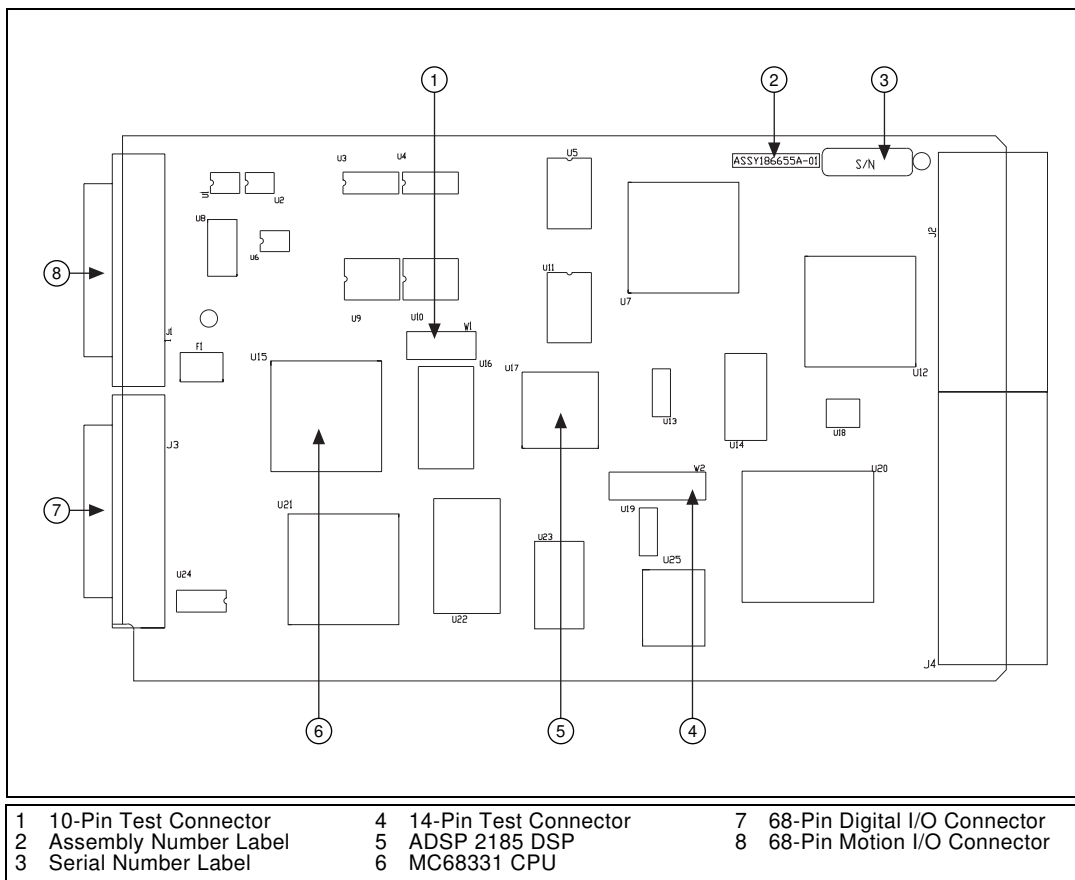 1
2
3
ASSY186655A-01
S/N
U3
U4
U5
U1
U2
U8
U6
J2
8
U11
U7
U9
U10
W1
J1
1
F1
U15
U16
U17
U12
U13
U14
U18
J3
W2
U20
7
U21
U19
U23
U25
U24
U22
J4
6
5
4
1 10-Pin Test Connector
2 Assembly Number Label
3 Serial Number Label
4 14-Pin Test Connector
5 ADSP 2185 DSP
6 MC68331 CPU
7 68-Pin Digital I/O Connector
8 68-Pin Motion I/O Connector